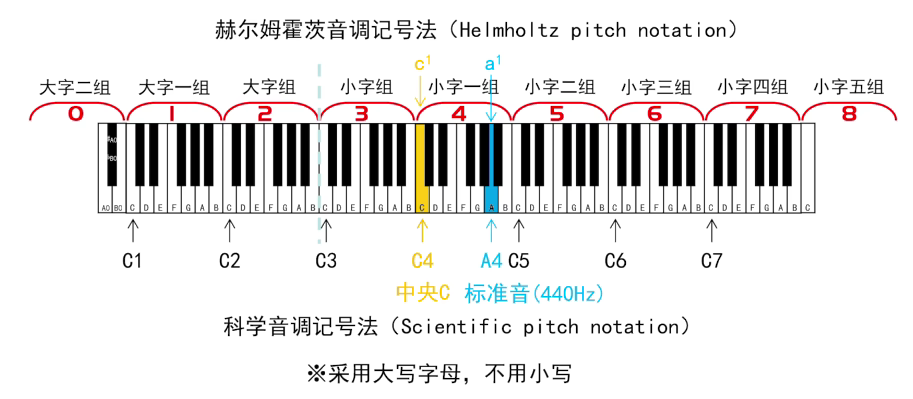 赫尔姆霍茨音调记号法（Helmholtz pitch notation）
c¹ a¹
大字二组 大字一组 大字组 小字组 小字一组 小字二组 小字三组 小字四组 小字五组
0 1 2 3 4 5 6 7 8
A0 B0 C D E F G A B C D E F G A B C D E F G A B C D E F G A B C D E F G A B C D E F G A B C D E F G A B C
C1 C2 C3 C4 A4 C5 C6 C7
中央C 标准音(440Hz)
科学音调记号法（Scientific pitch notation）
※采用大写字母，不用小写